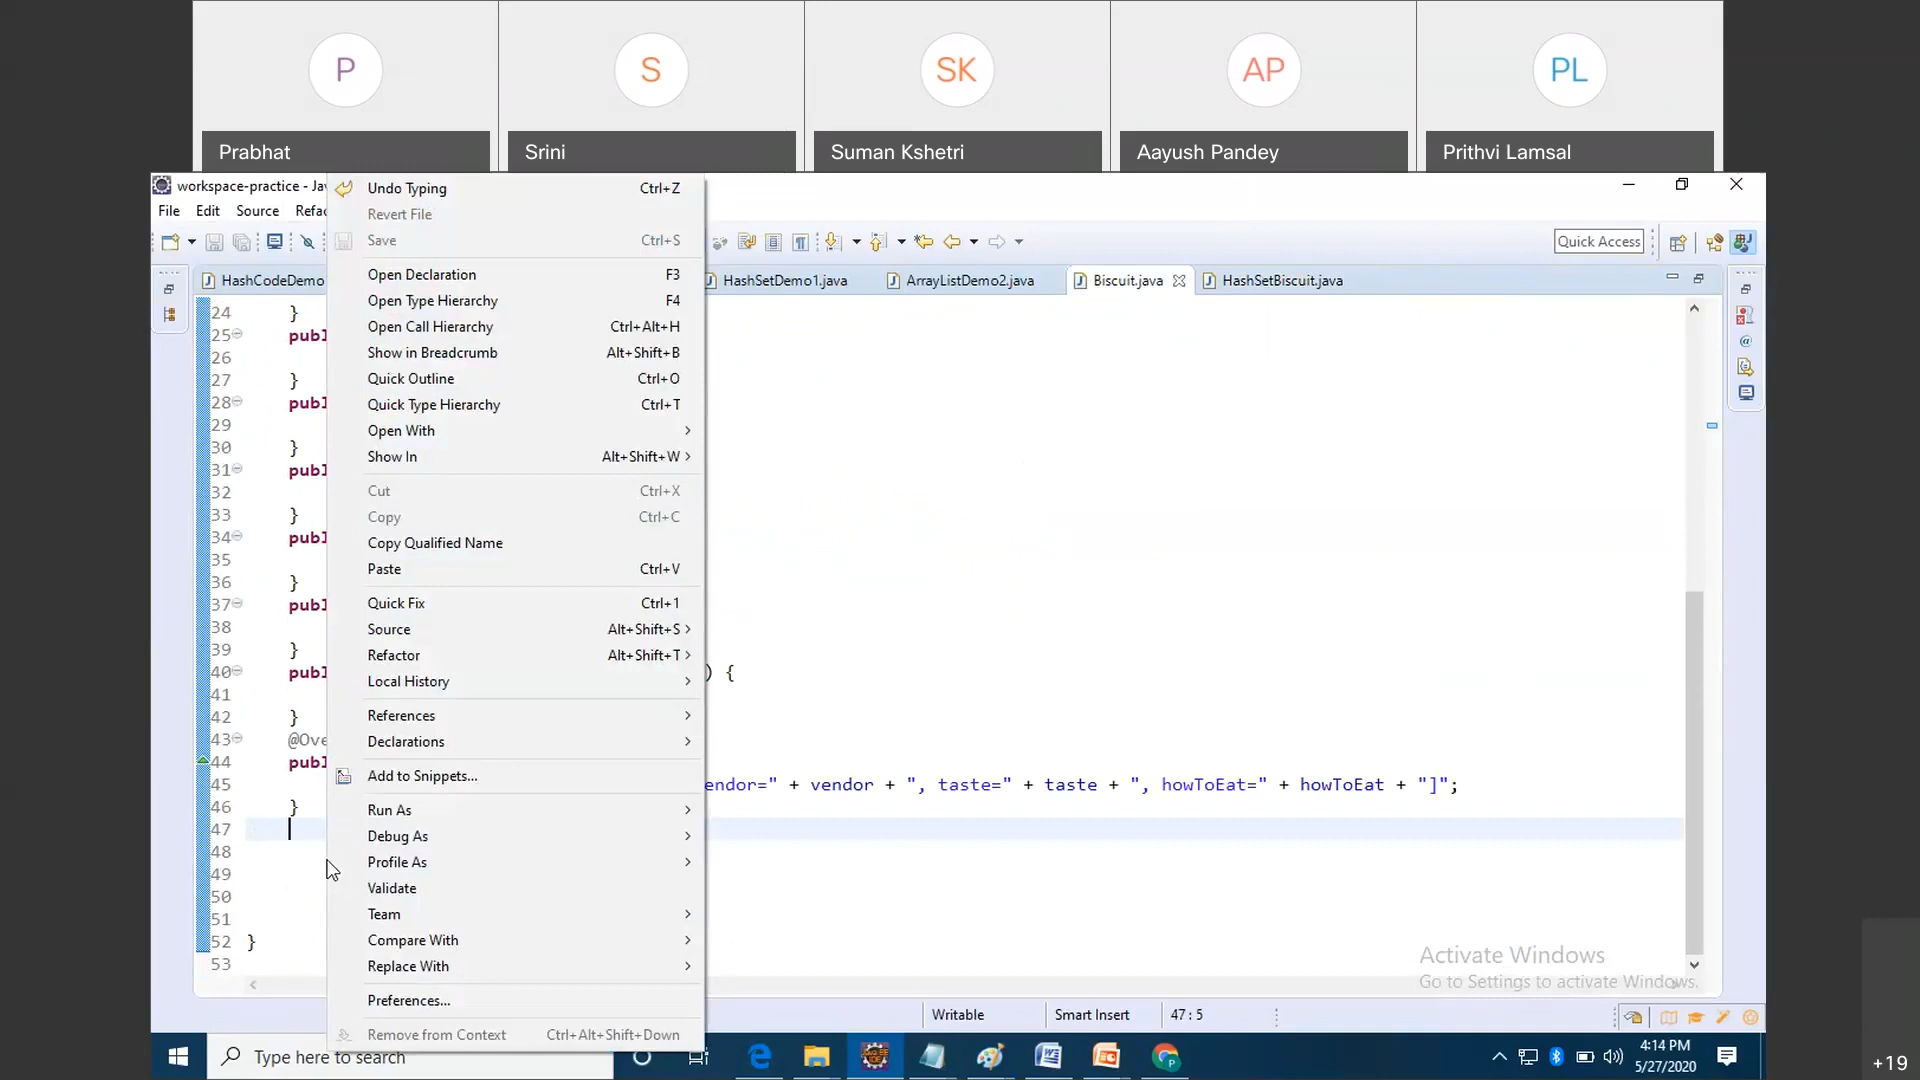 P
S
SK
AP
PL
Prabhat
Srini
Suman Kshetri
Aayush Pandey
Prithvi Lamsal
workspace-practice - Jav
File Edit Source Refac
Quick Access
HashCodeDemo
HashSetDemo1.java
ArrayListDemo2.java
Biscuit.java
HashSetBiscuit.java
Undo Typing Ctrl+Z
Revert File
Save Ctrl+S
Open Declaration F3
Open Type Hierarchy F4
Open Call Hierarchy Ctrl+Alt+H
Show in Breadcrumb Alt+Shift+B
Quick Outline Ctrl+O
Quick Type Hierarchy Ctrl+T
Open With
Show In Alt+Shift+W
Cut Ctrl+X
Copy Ctrl+C
Copy Qualified Name
Paste Ctrl+V
Quick Fix Ctrl+1
Source Alt+Shift+S
Refactor Alt+Shift+T
Local History
References
Declarations
Add to Snippets...
Run As
Debug As
Profile As
Validate
Team
Compare With
Replace With
Preferences...
Remove from Context Ctrl+Alt+Shift+Down
24 }
25 publ
26
27 }
28 publ
29
30 }
31 publ
32
33 }
34 publ
35
36 }
37 publ
38
39 }
40 publ ) {
41
42 }
43 @Ove
44 publ
45 endor=" + vendor + ", taste=" + taste + ", howToEat=" + howToEat + "]";
46 }
47
48
49
50
51
52 }
53
Activate Windows
Go to Settings to activate Windows.
Writable
Smart Insert
47 : 5
Type here to search
4:14 PM
5/27/2020
+19